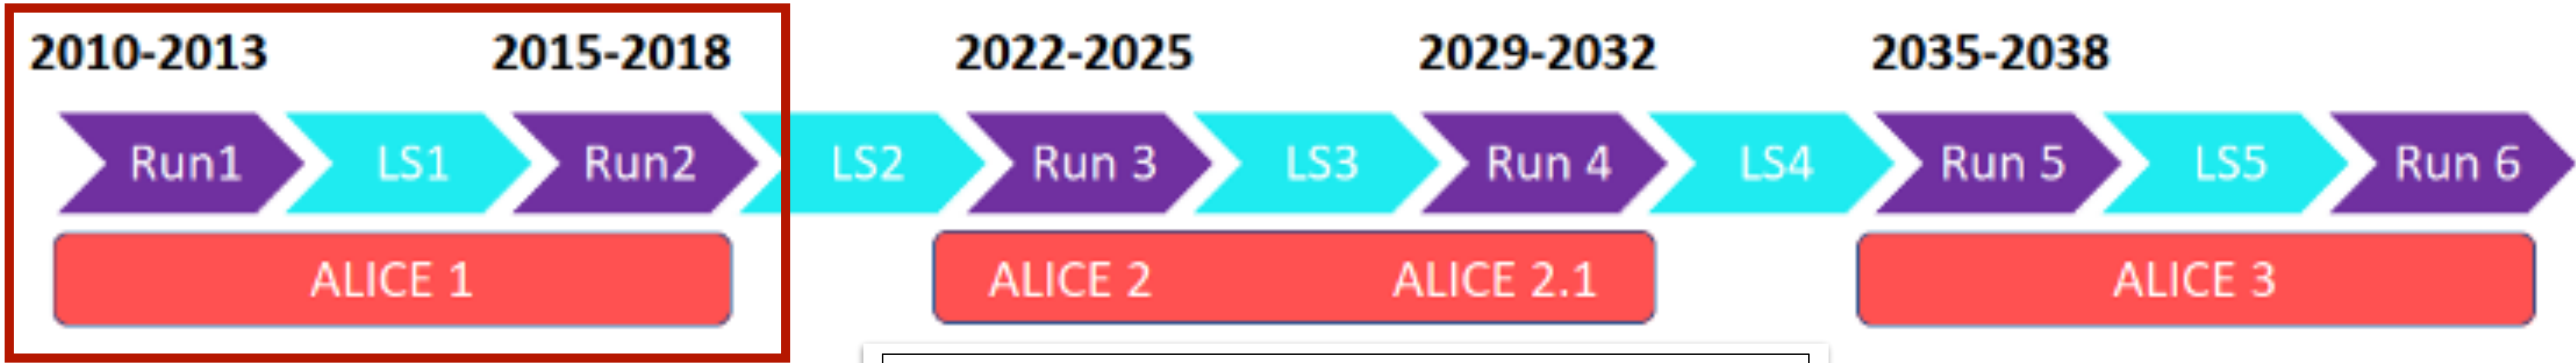 2010-2013 2015-2018 2022-2025 2029-2032 2035-2038
Run1 LS1 Run2 LS2 Run 3 LS3 Run 4 LS4 Run 5 LS5 Run 6
ALICE 1 ALICE 2 ALICE 2.1 ALICE 3